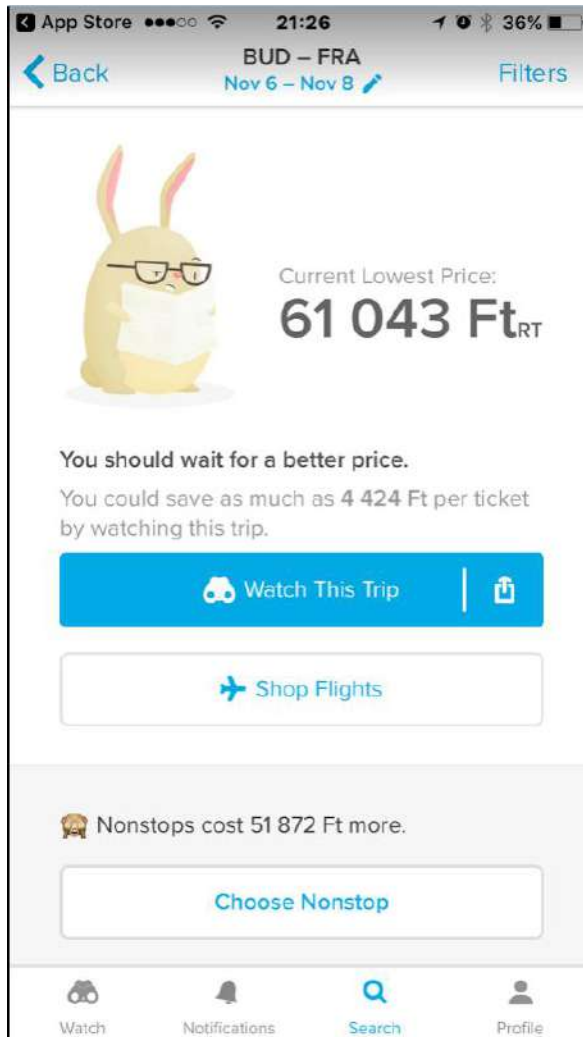 App Store 21:26 36%
BUD – FRA
Back Nov 6 – Nov 8 Filters
Current Lowest Price:
61 043 Ft RT
You should wait for a better price.
You could save as much as 4 424 Ft per ticket
by watching this trip.
Watch This Trip
Shop Flights
Nonstops cost 51 872 Ft more.
Choose Nonstop
Watch Notifications Search Profile